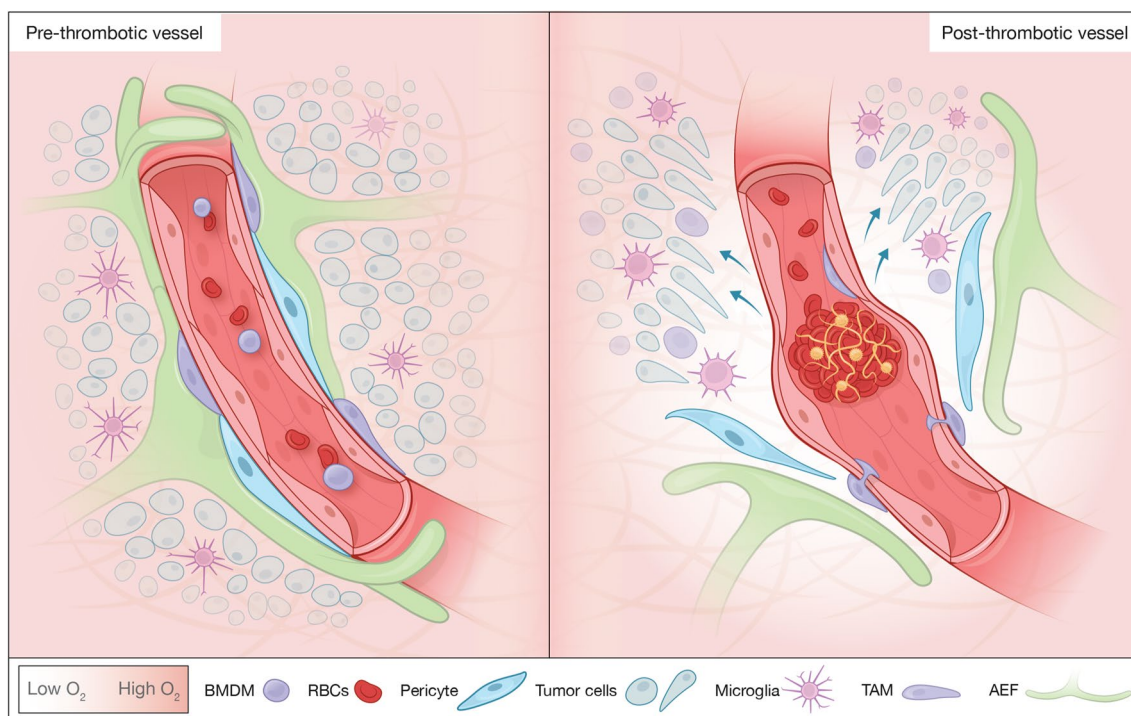 Pre-thrombotic vessel
Post-thrombotic vessel
Low O₂ High O₂
BMDM
RBCs
Pericyte
Tumor cells
Microglia
TAM
AEF